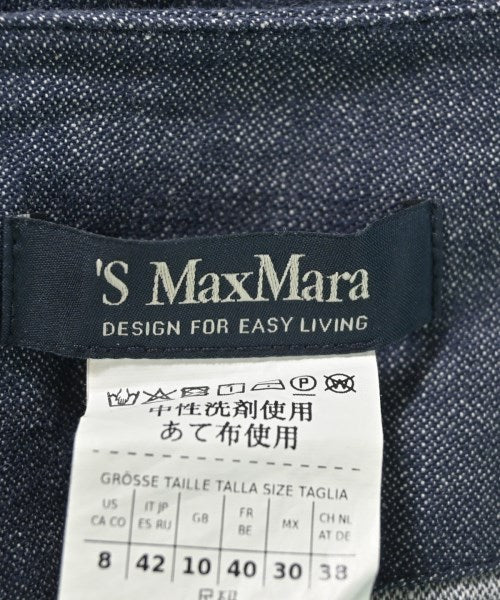 'S MaxMara
DESIGN FOR EASY LIVING
中性洗剤使用
あて布使用
GRÖSSE TAILLE TALLA SIZE TAGLIA
US CA CO | IT JP ES RU | GB | FR BE | MX | CH NL AT DE
8 | 42 | 10 | 40 | 30 | 38